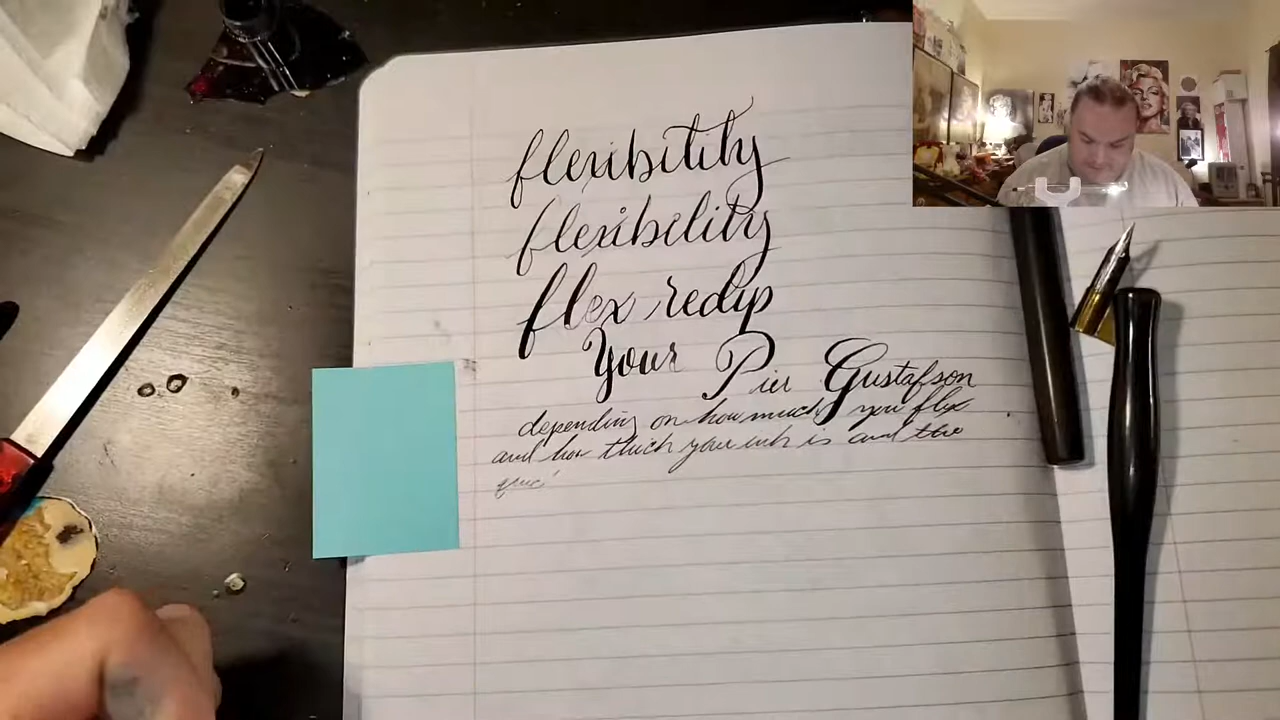 flexibility
flexibility
flex redip
Your Pier Gustafson
depending on how much you flex
and how thick your ink is and the